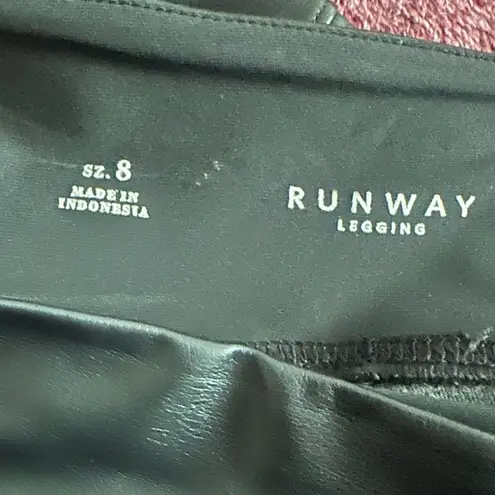 sz. 8
MADE IN
INDONESIA
RUNWAY
LEGGING